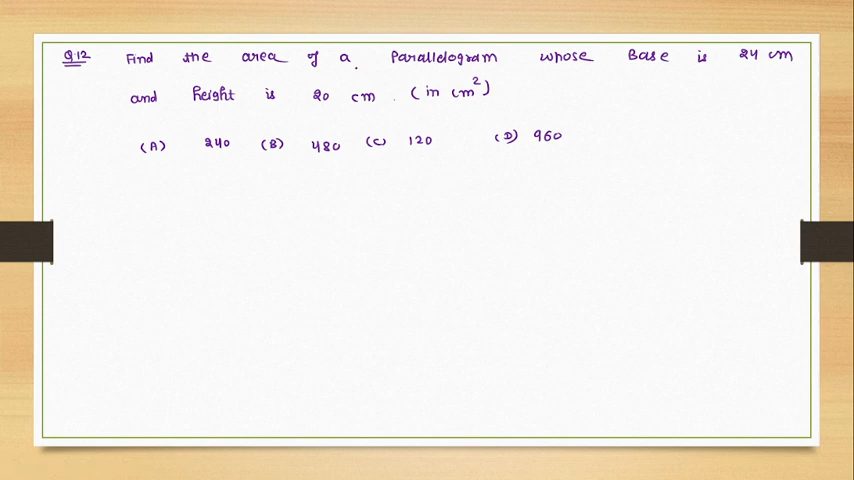 Q.12 Find the area of a Parallelogram whose Base is 24 cm
and height is 20 cm. (in cm²)
(A) 240 (B) 480 (C) 120 (D) 960